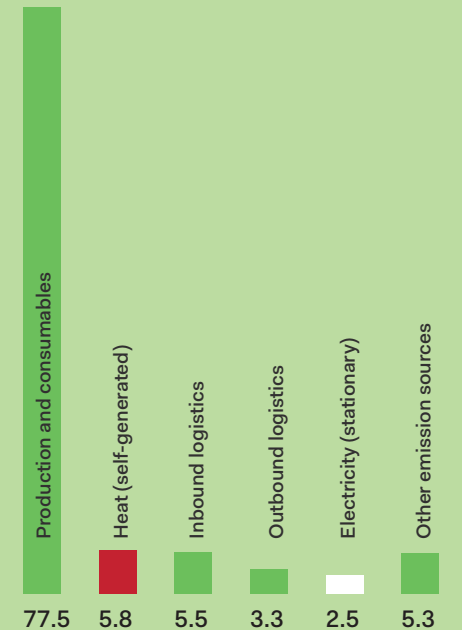 Production and consumables
Heat (self-generated)
Inbound logistics
Outbound logistics
Electricity (stationary)
Other emission sources
77.5 5.8 5.5 3.3 2.5 5.3